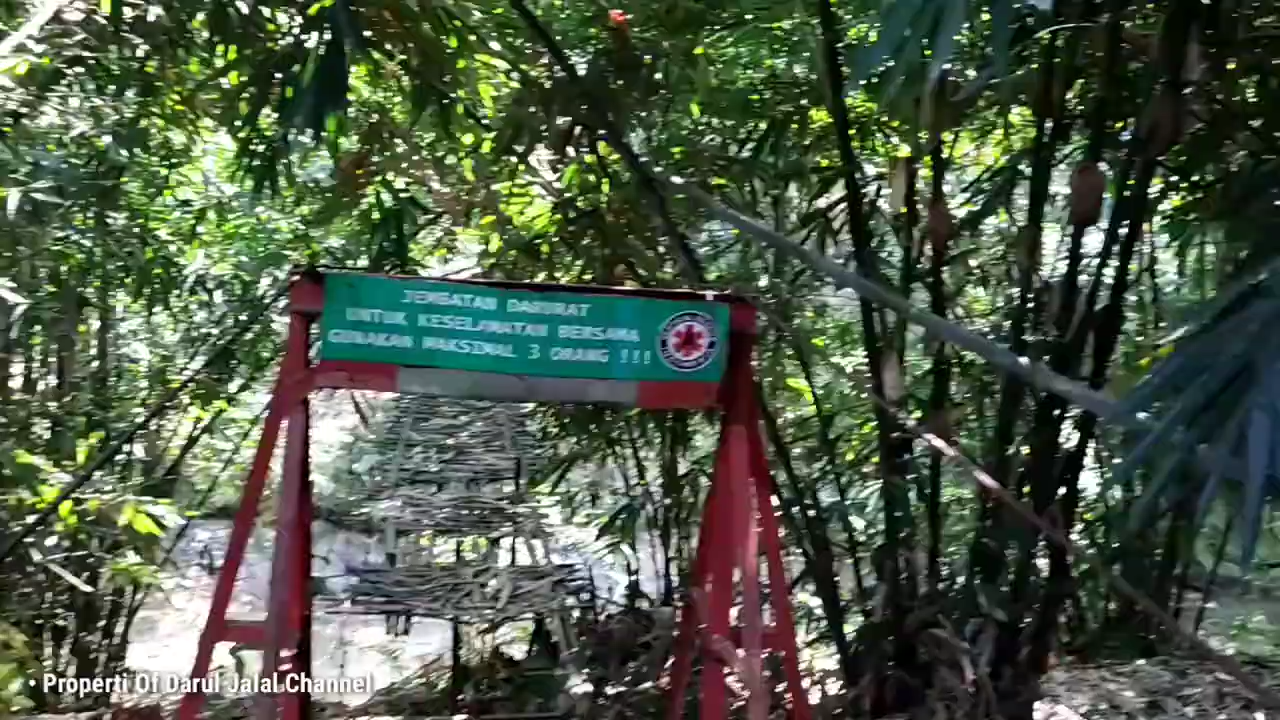 JEMBATAN DARURAT
UNTUK KESELAMATAN BERSAMA
GUNAKAN MAKSIMAL 3 ORANG !!!
• Properti Of Darul Jalal Channel